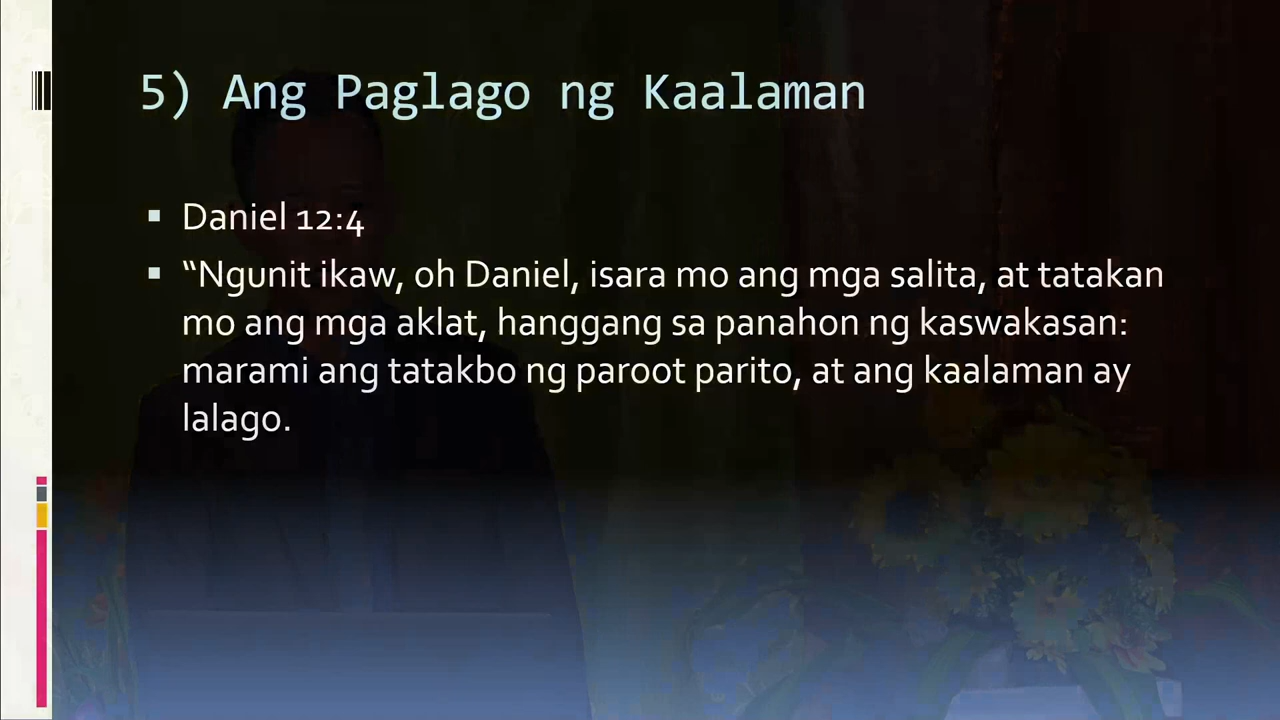 5) Ang Paglago ng Kaalaman
▪ Daniel 12:4
▪ “Ngunit ikaw, oh Daniel, isara mo ang mga salita, at tatakan
mo ang mga aklat, hanggang sa panahon ng kaswakasan:
marami ang tatakbo ng paroot parito, at ang kaalaman ay
lalago.